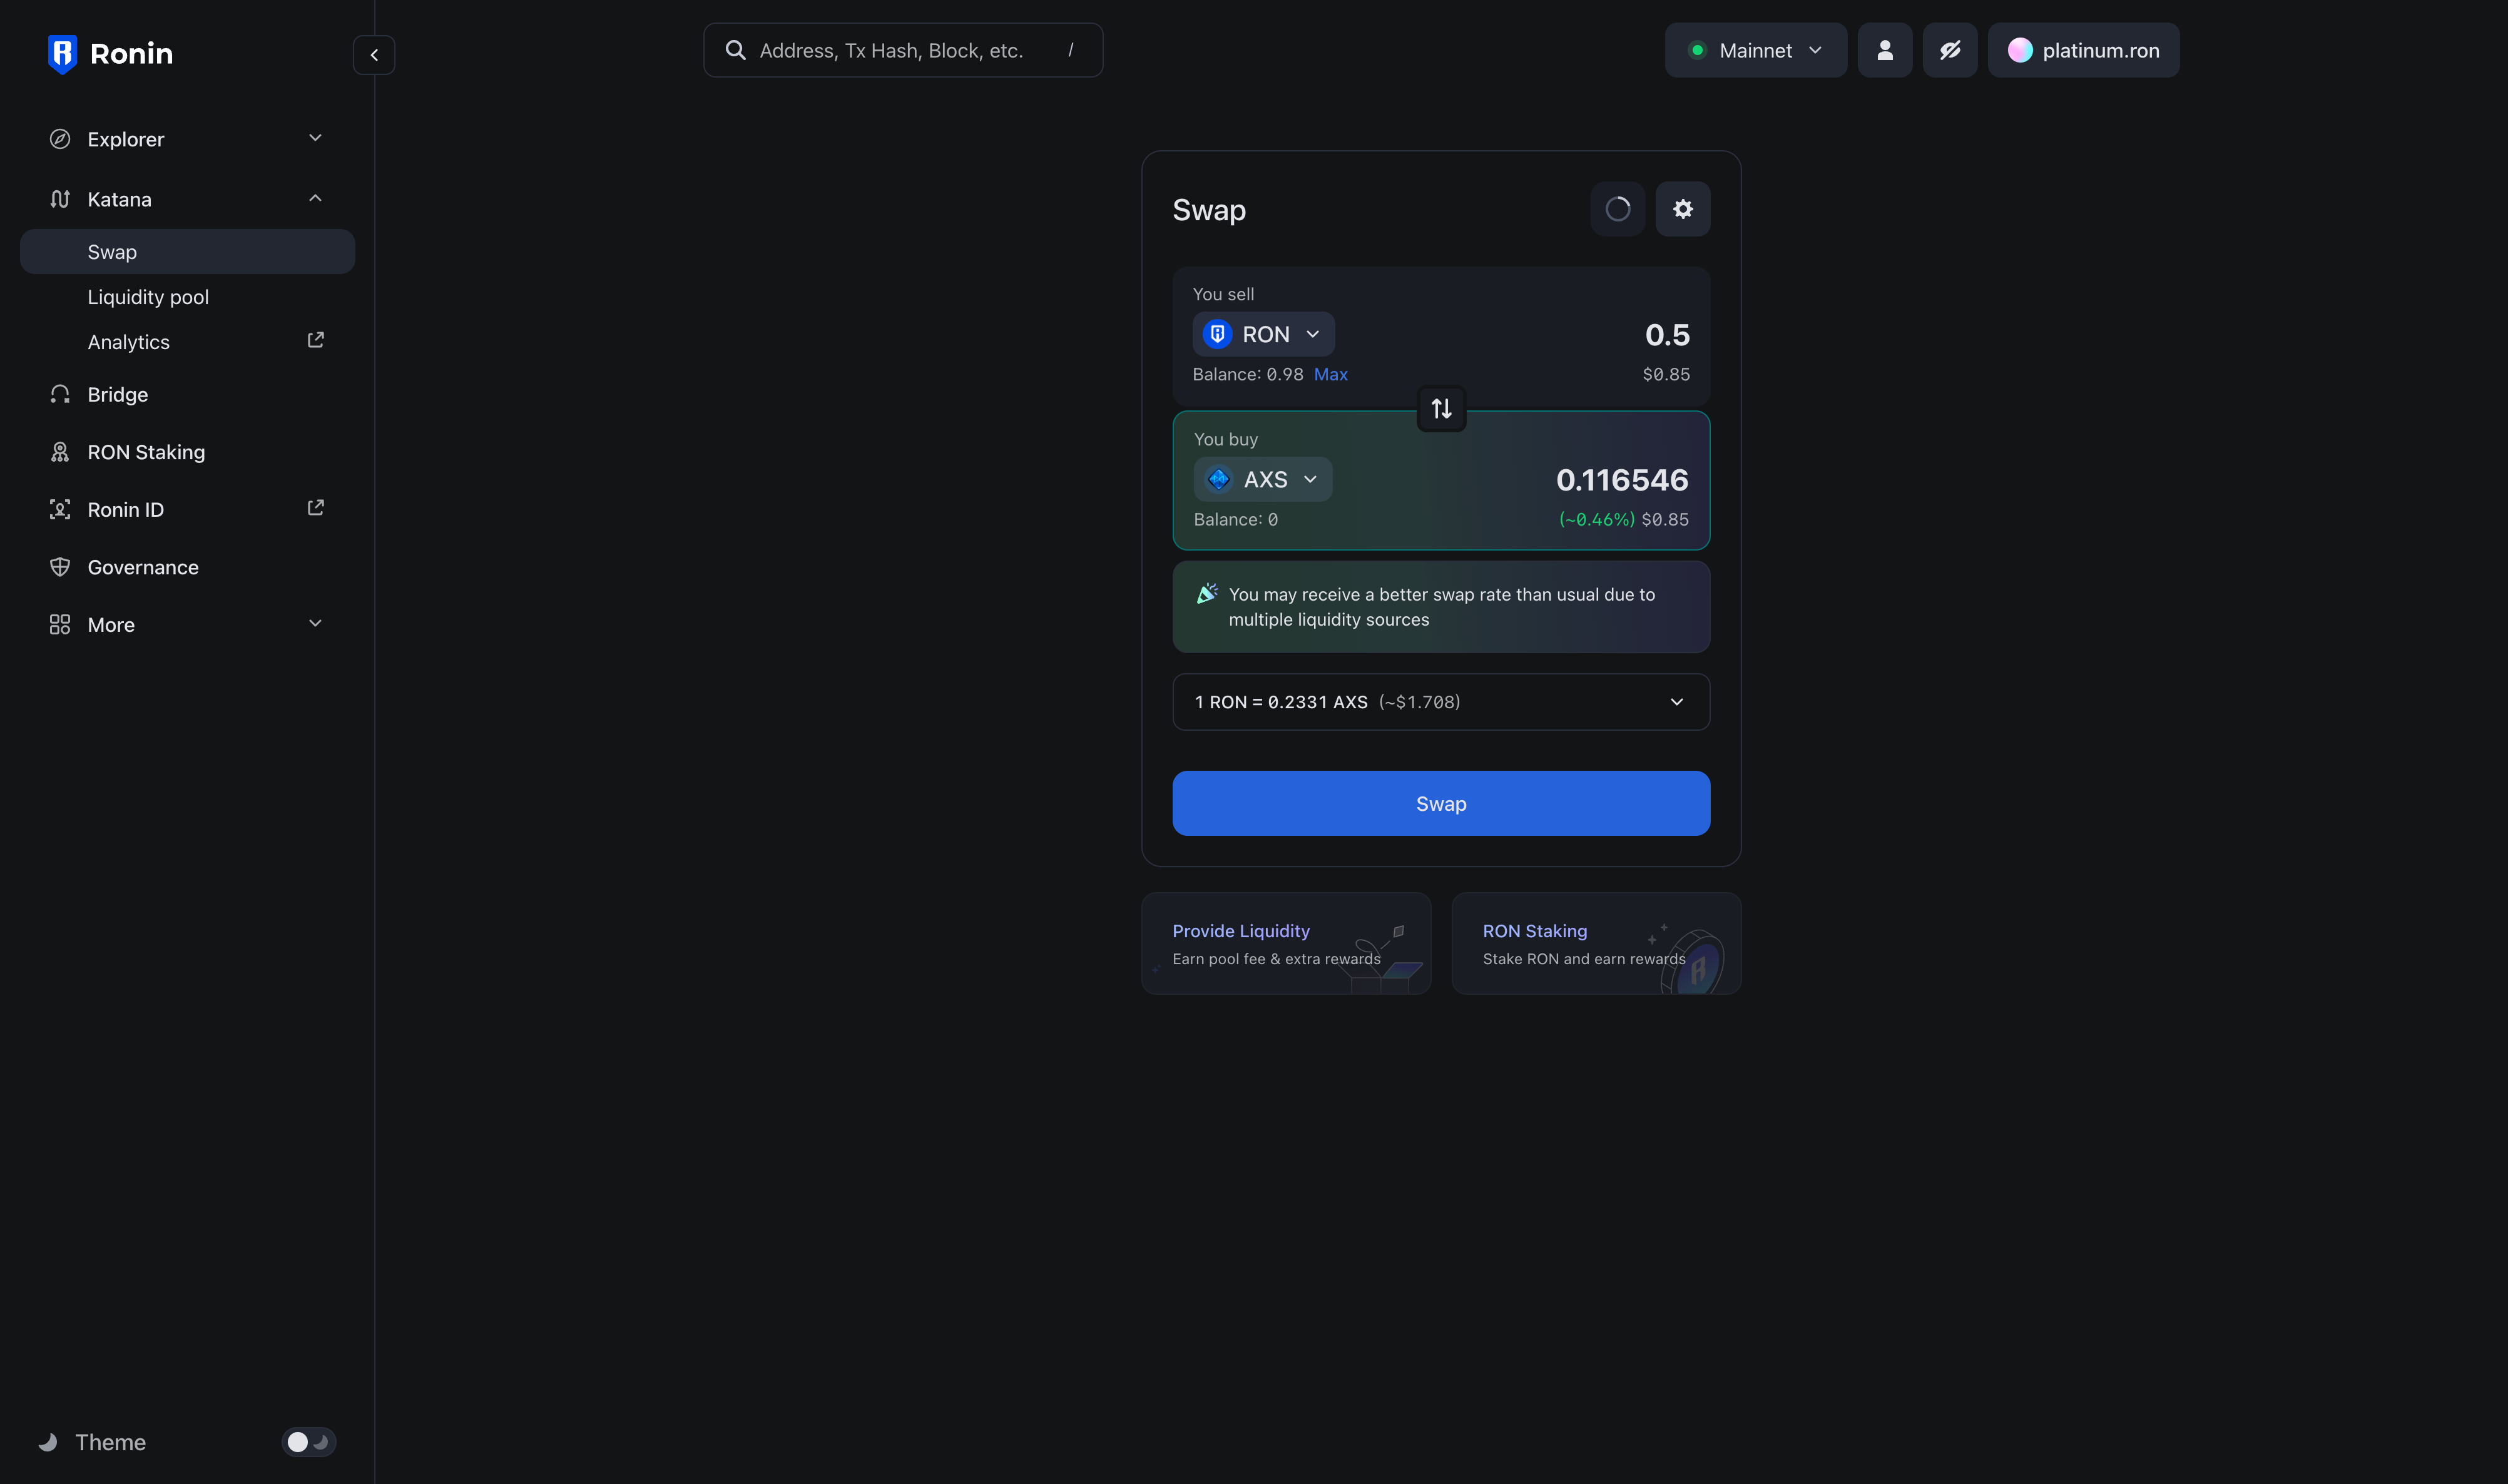 Ronin
Address, Tx Hash, Block, etc. /
Mainnet
platinum.ron
Explorer
Katana
Swap
Liquidity pool
Analytics
Bridge
RON Staking
Ronin ID
Governance
More
Theme
Swap
You sell
RON
0.5
Balance: 0.98 Max
$0.85
You buy
AXS
0.116546
Balance: 0
(~0.46%) $0.85
You may receive a better swap rate than usual due to
multiple liquidity sources
1 RON = 0.2331 AXS (~$1.708)
Swap
Provide Liquidity
Earn pool fee & extra rewards
RON Staking
Stake RON and earn rewards